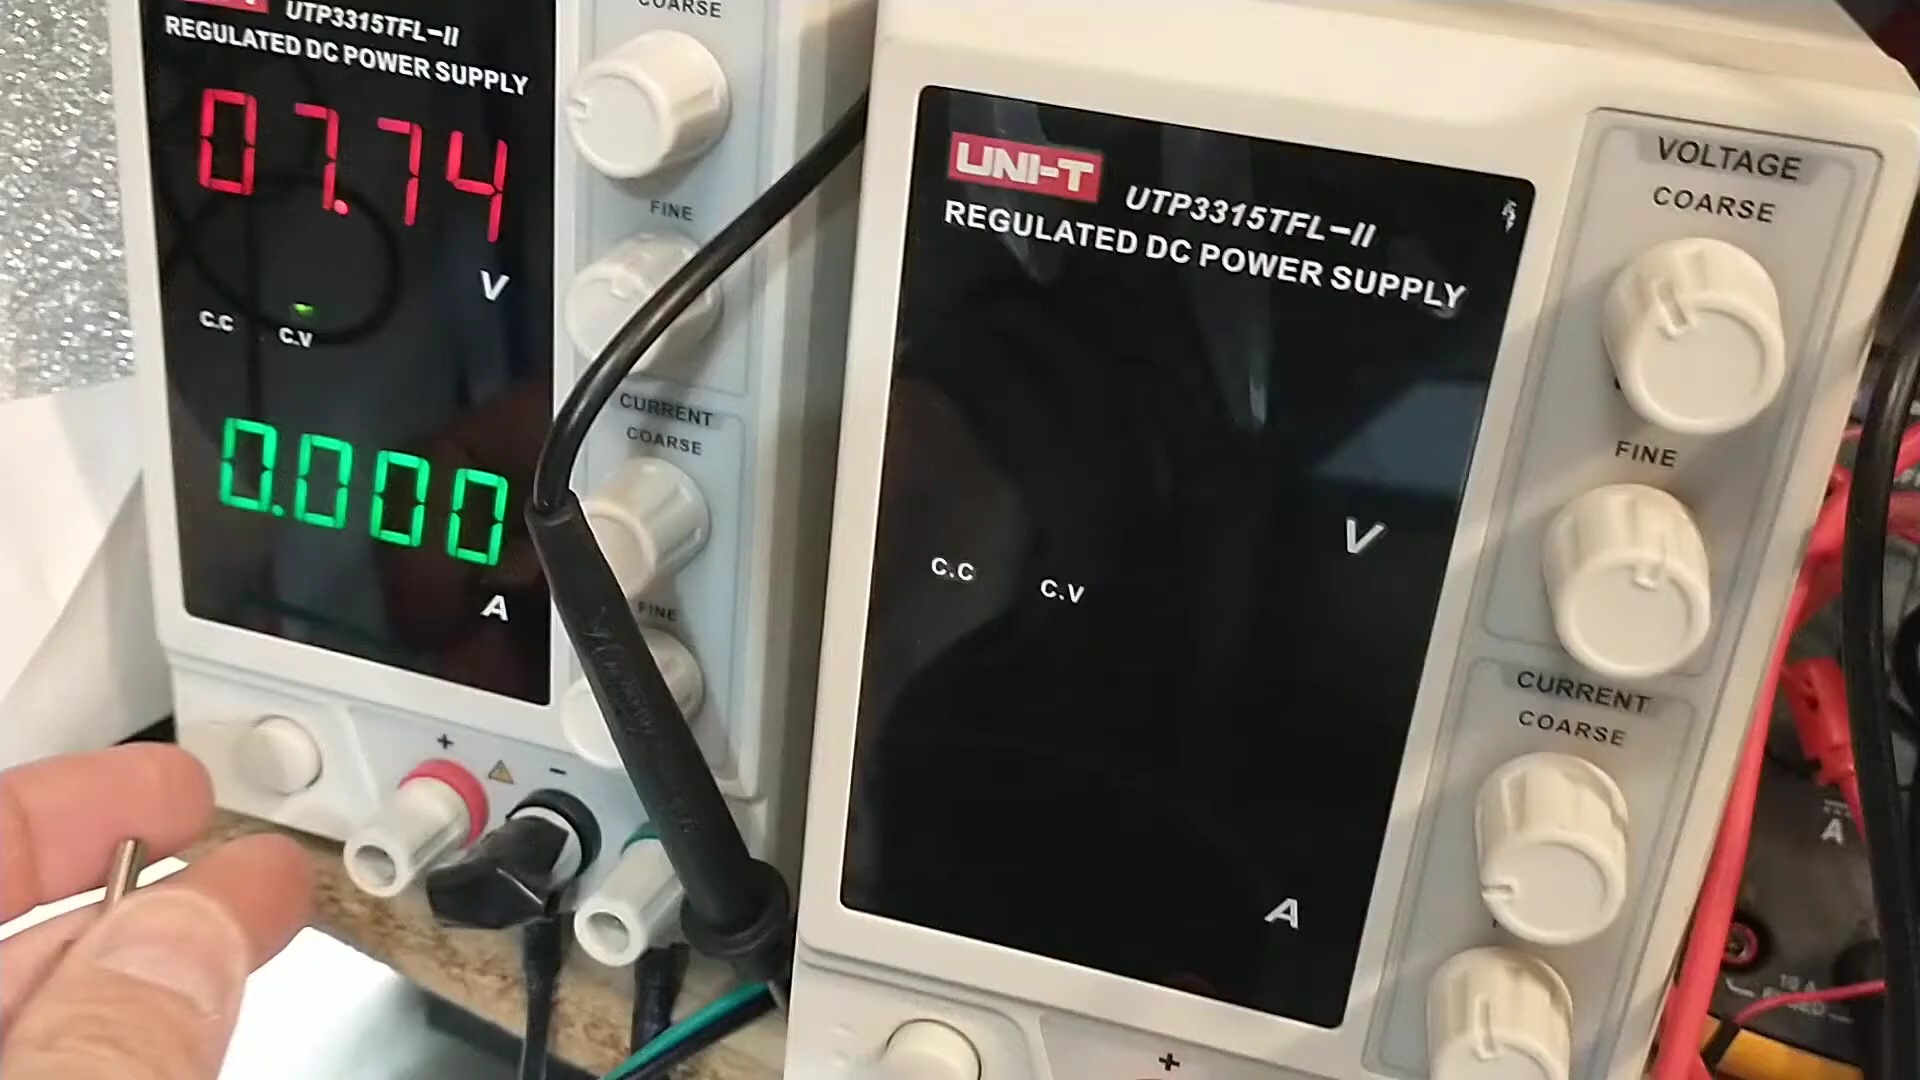 UTP3315TFL-II
REGULATED DC POWER SUPPLY
07.74
V
C.C
C.V
0.000
A
COARSE
FINE
CURRENT
COARSE
FINE
+
-
UNI-T
UTP3315TFL-II
REGULATED DC POWER SUPPLY
V
C.C
C.V
A
VOLTAGE
COARSE
FINE
CURRENT
COARSE
+
A
10 A